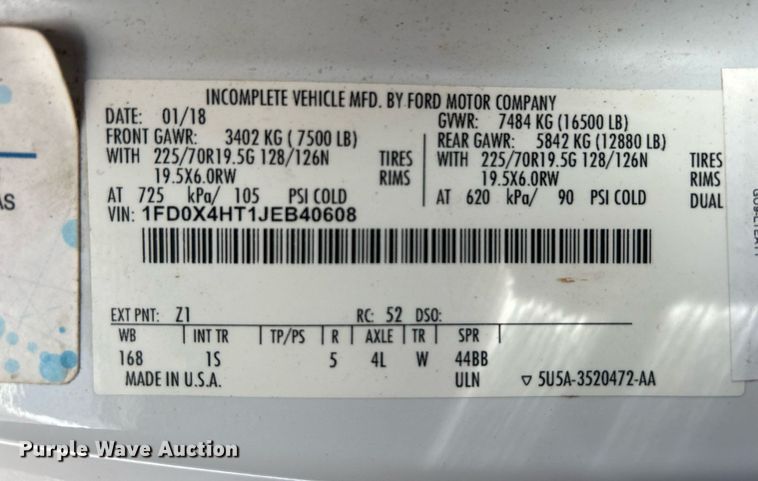 INCOMPLETE VEHICLE MFD. BY FORD MOTOR COMPANY
DATE: 01/18 GVWR: 7484 KG (16500 LB)
FRONT GAWR: 3402 KG (7500 LB) REAR GAWR: 5842 KG (12880 LB)
WITH 225/70R19.5G 128/126N TIRES WITH 225/70R19.5G 128/126N TIRES
19.5X6.0RW RIMS 19.5X6.0RW RIMS
AT 725 kPa/ 105 PSI COLD AT 620 kPa/ 90 PSI COLD DUAL
VIN: 1FD0X4HT1JEB40608
EXT PNT: Z1 RC: 52 DSO:
WB INT TR TP/PS R AXLE TR SPR
168 1S 5 4L W 44BB
MADE IN U.S.A. ULN ▽ 5U5A-3520472-AA
AS
Purple Wave Auction